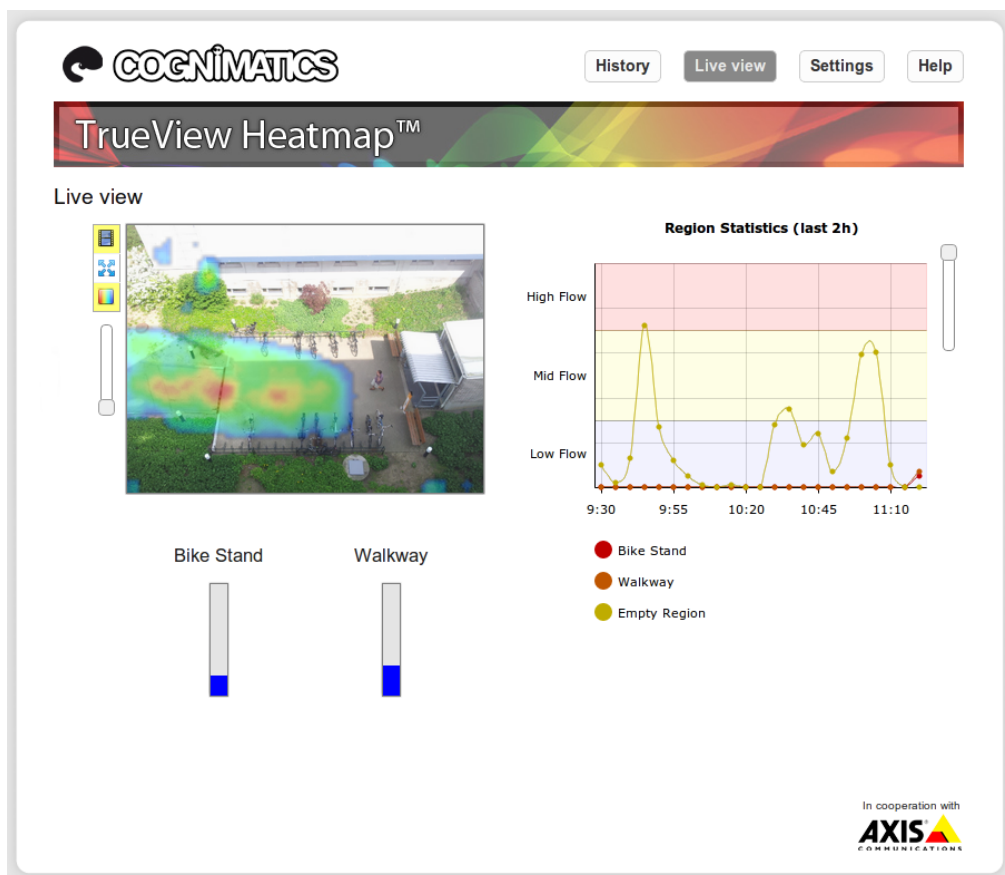 COGNIMATICS
History
Live view
Settings
Help
TrueView Heatmap™
Live view
Region Statistics (last 2h)
High Flow
Mid Flow
Low Flow
9:30
9:55
10:20
10:45
11:10
Bike Stand
Walkway
Empty Region
Bike Stand
Walkway
In cooperation with
AXIS
COMMUNICATIONS